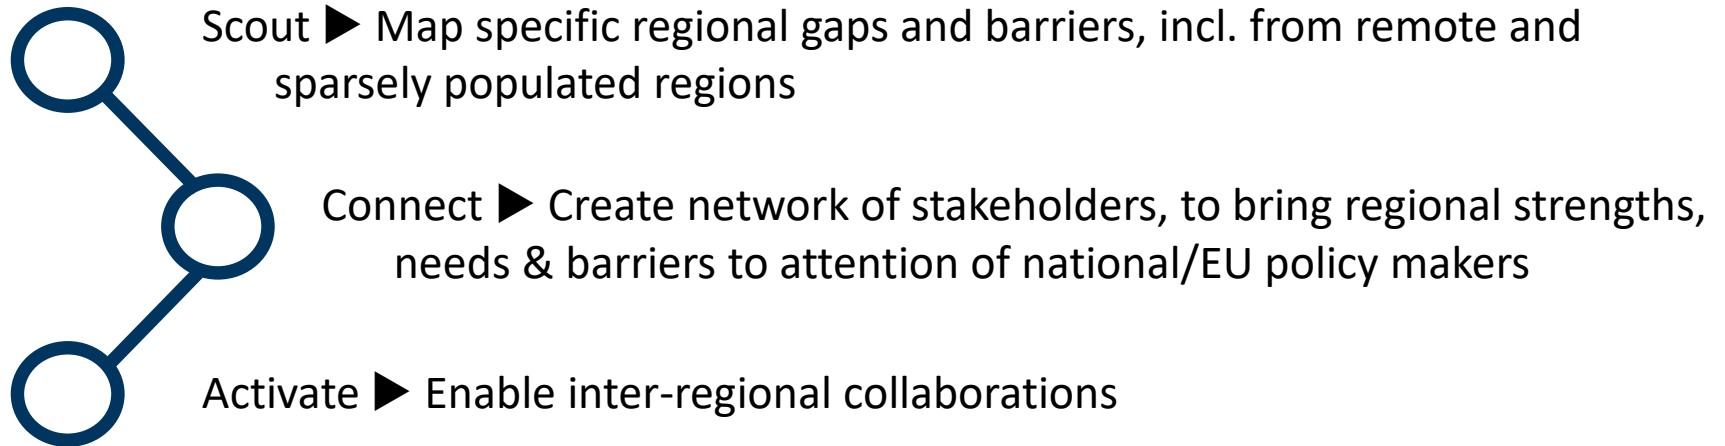 Scout ▶ Map specific regional gaps and barriers, incl. from remote and
sparsely populated regions
Connect ▶ Create network of stakeholders, to bring regional strengths,
needs & barriers to attention of national/EU policy makers
Activate ▶ Enable inter-regional collaborations